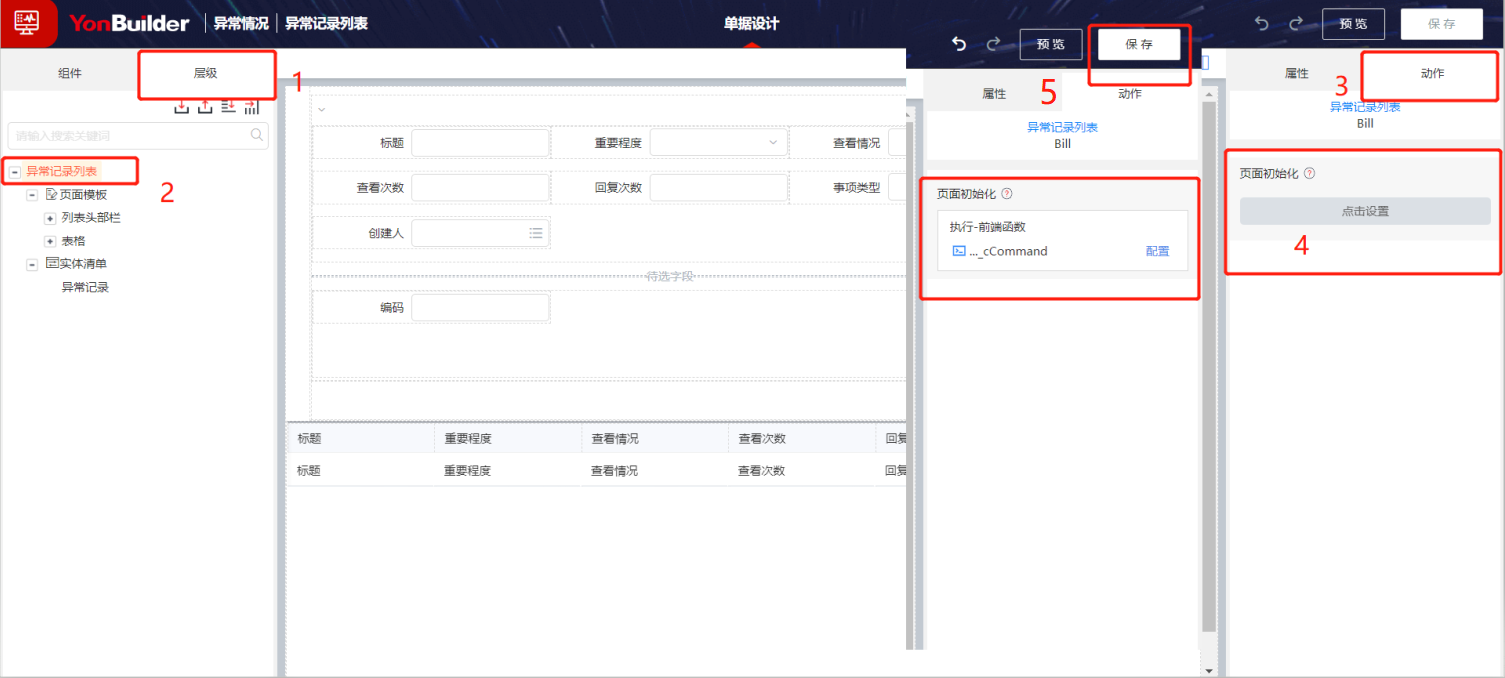 YonBuilder 异常情况 异常记录列表
单据设计
预览 保存
预览 保存
组件 层级
1
请输入搜索关键词
异常记录列表
2
页面模板
列表头部栏
表格
实体清单
异常记录
标题 重要程度 查看情况
查看次数 回复次数 事项类型
创建人
待选字段
编码
标题 重要程度 查看情况 查看次数 回复
标题 重要程度 查看情况 查看次数 回复
属性 5 动作
异常记录列表
Bill
页面初始化 ?
执行-前端函数
..._cCommand 配置
属性 3 动作
异常记录列表
Bill
页面初始化 ?
点击设置
4